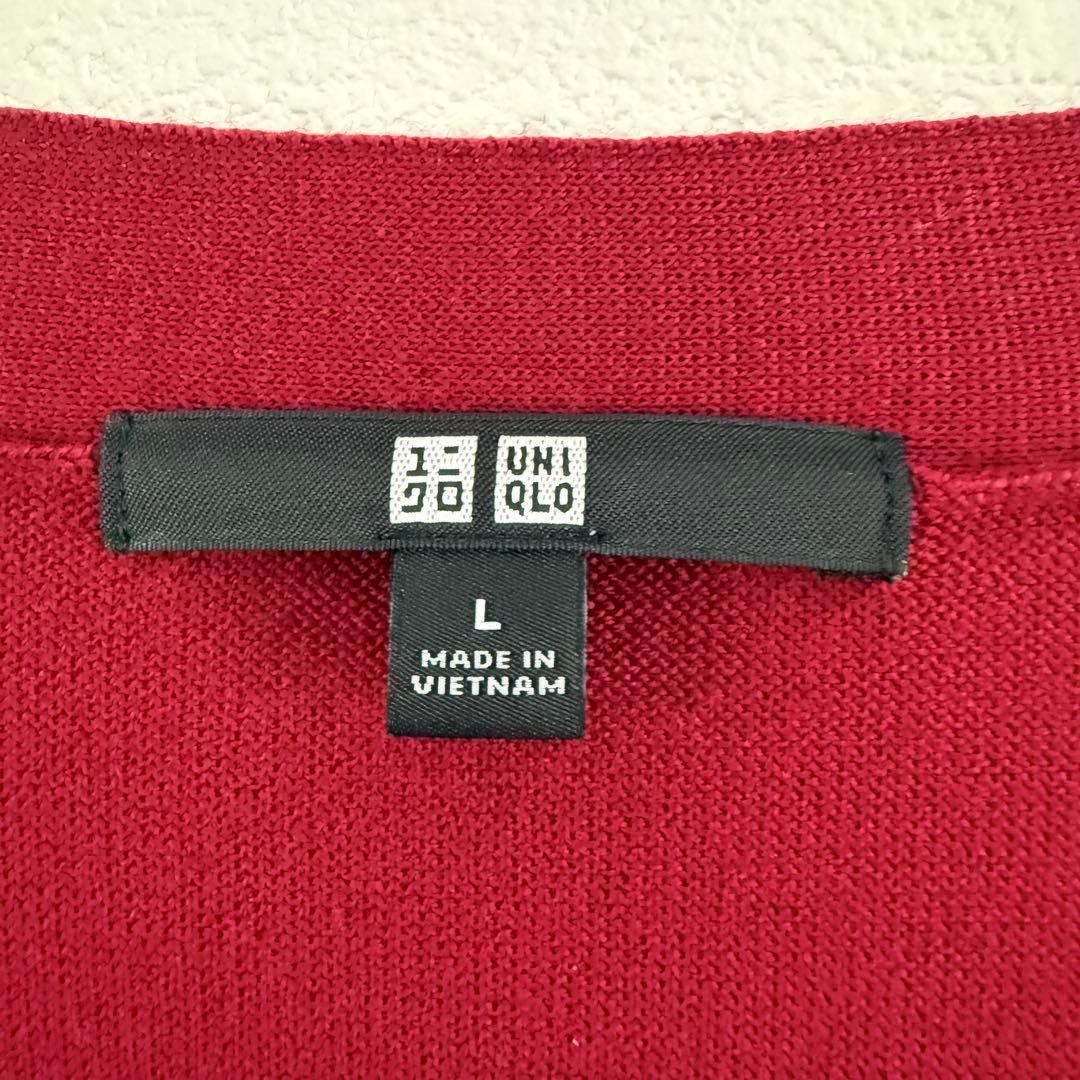 ユニ UNI
クロ QLO
L
MADE IN
VIETNAM